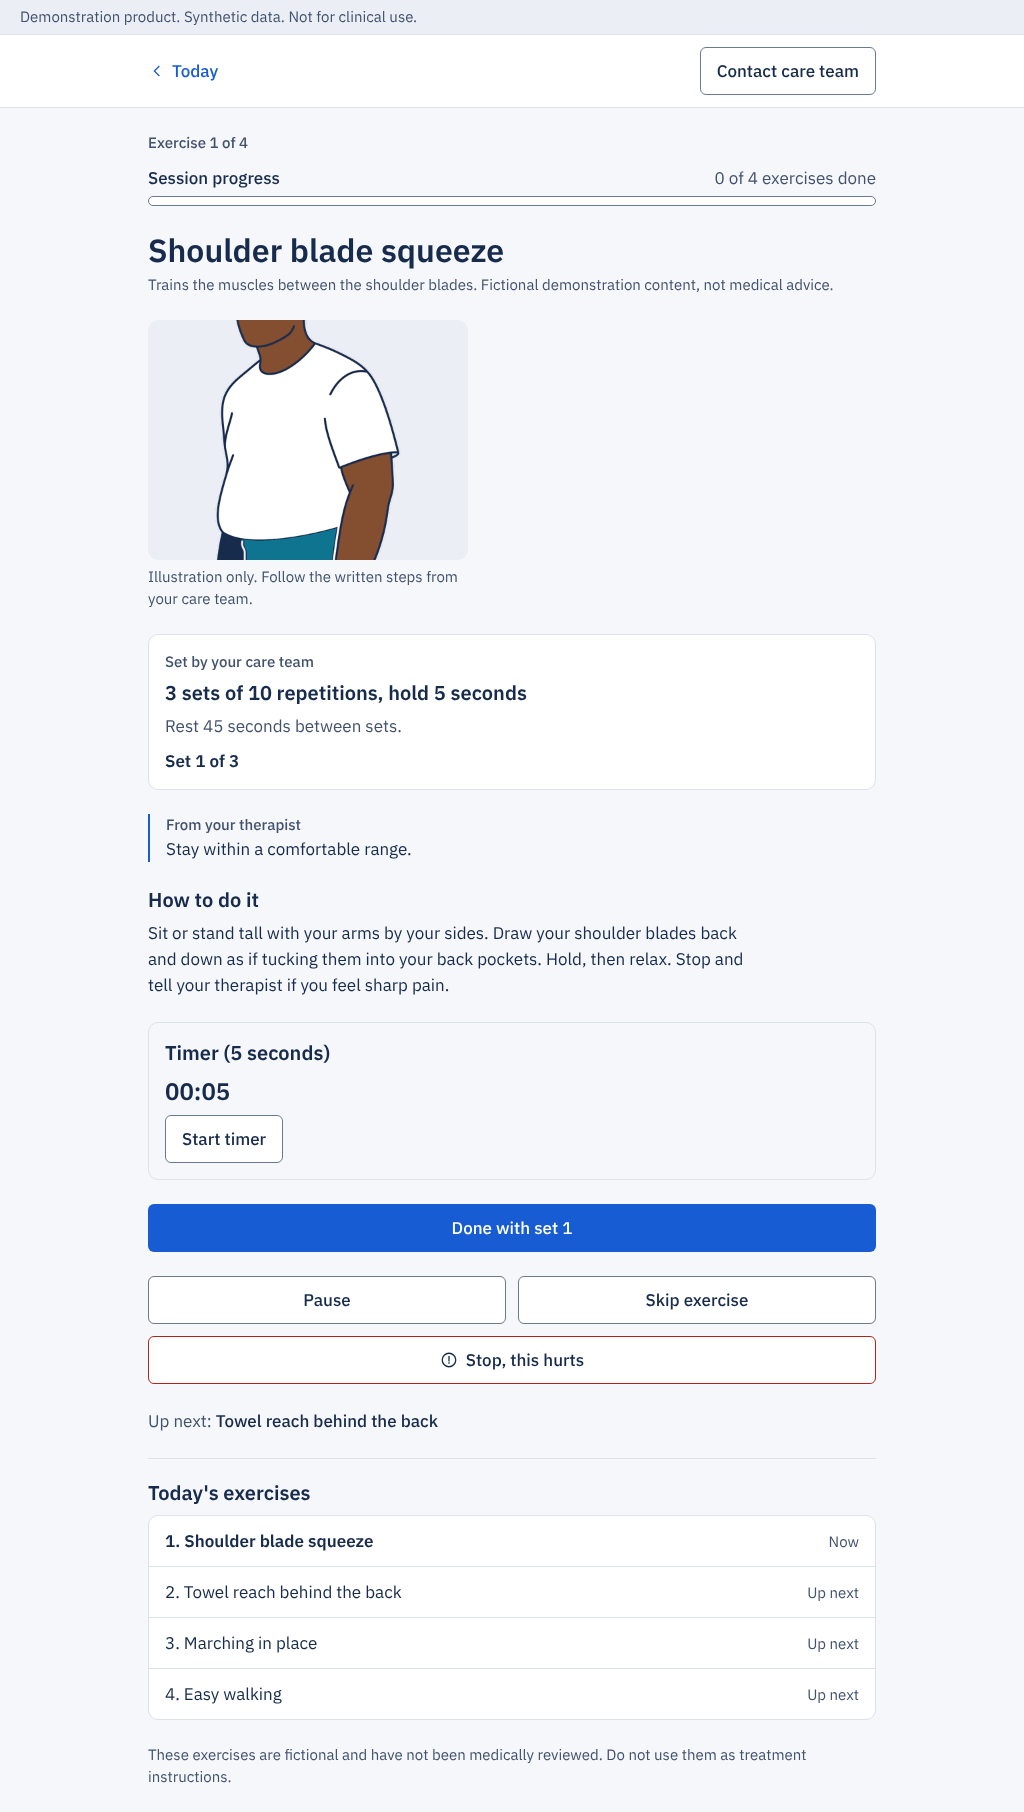 Demonstration product. Synthetic data. Not for clinical use.
Today
Contact care team
Exercise 1 of 4
Session progress
0 of 4 exercises done
Shoulder blade squeeze
Trains the muscles between the shoulder blades. Fictional demonstration content, not medical advice.
Illustration only. Follow the written steps from
your care team.
Set by your care team
3 sets of 10 repetitions, hold 5 seconds
Rest 45 seconds between sets.
Set 1 of 3
From your therapist
Stay within a comfortable range.
How to do it
Sit or stand tall with your arms by your sides. Draw your shoulder blades back
and down as if tucking them into your back pockets. Hold, then relax. Stop and
tell your therapist if you feel sharp pain.
Timer (5 seconds)
00:05
Start timer
Done with set 1
Pause
Skip exercise
Stop, this hurts
Up next: Towel reach behind the back
Today's exercises
1. Shoulder blade squeeze
Now
2. Towel reach behind the back
Up next
3. Marching in place
Up next
4. Easy walking
Up next
These exercises are fictional and have not been medically reviewed. Do not use them as treatment
instructions.